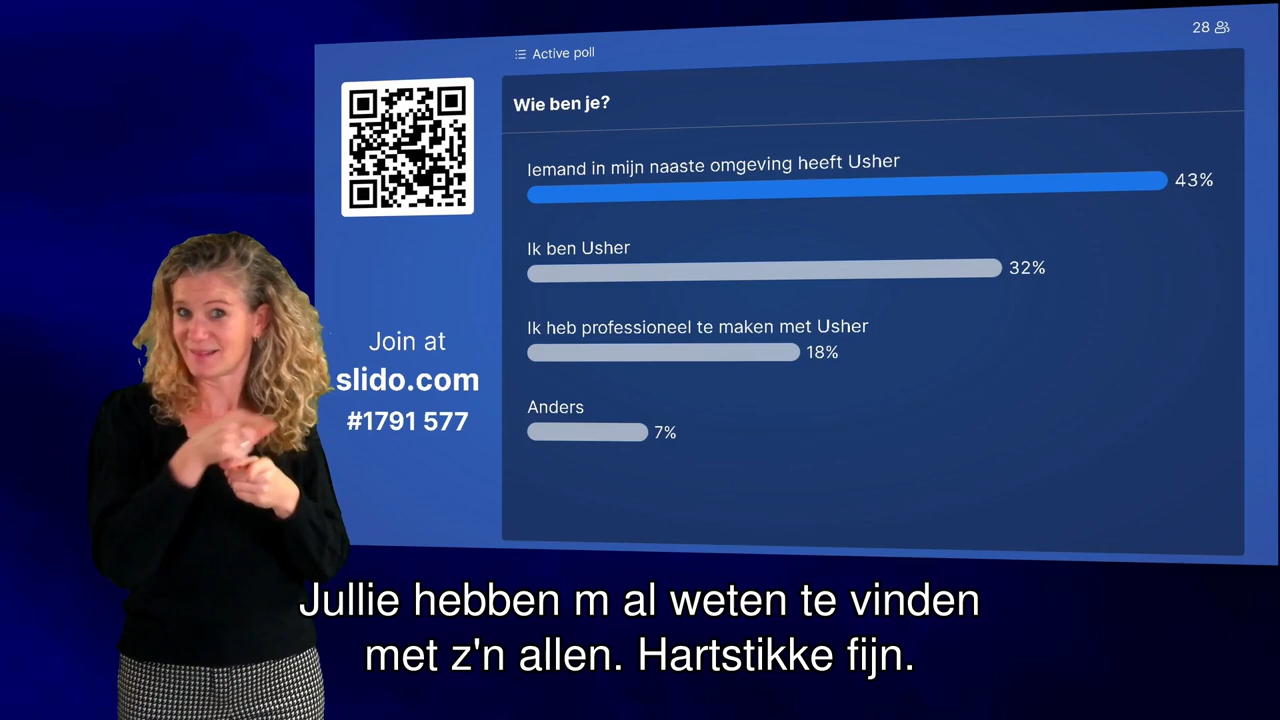 28
Active poll
Wie ben je?
Iemand in mijn naaste omgeving heeft Usher
43%
Ik ben Usher
32%
Ik heb professioneel te maken met Usher
18%
Anders
7%
Join at
slido.com
#1791 577
Jullie hebben m al weten te vinden
met z'n allen. Hartstikke fijn.